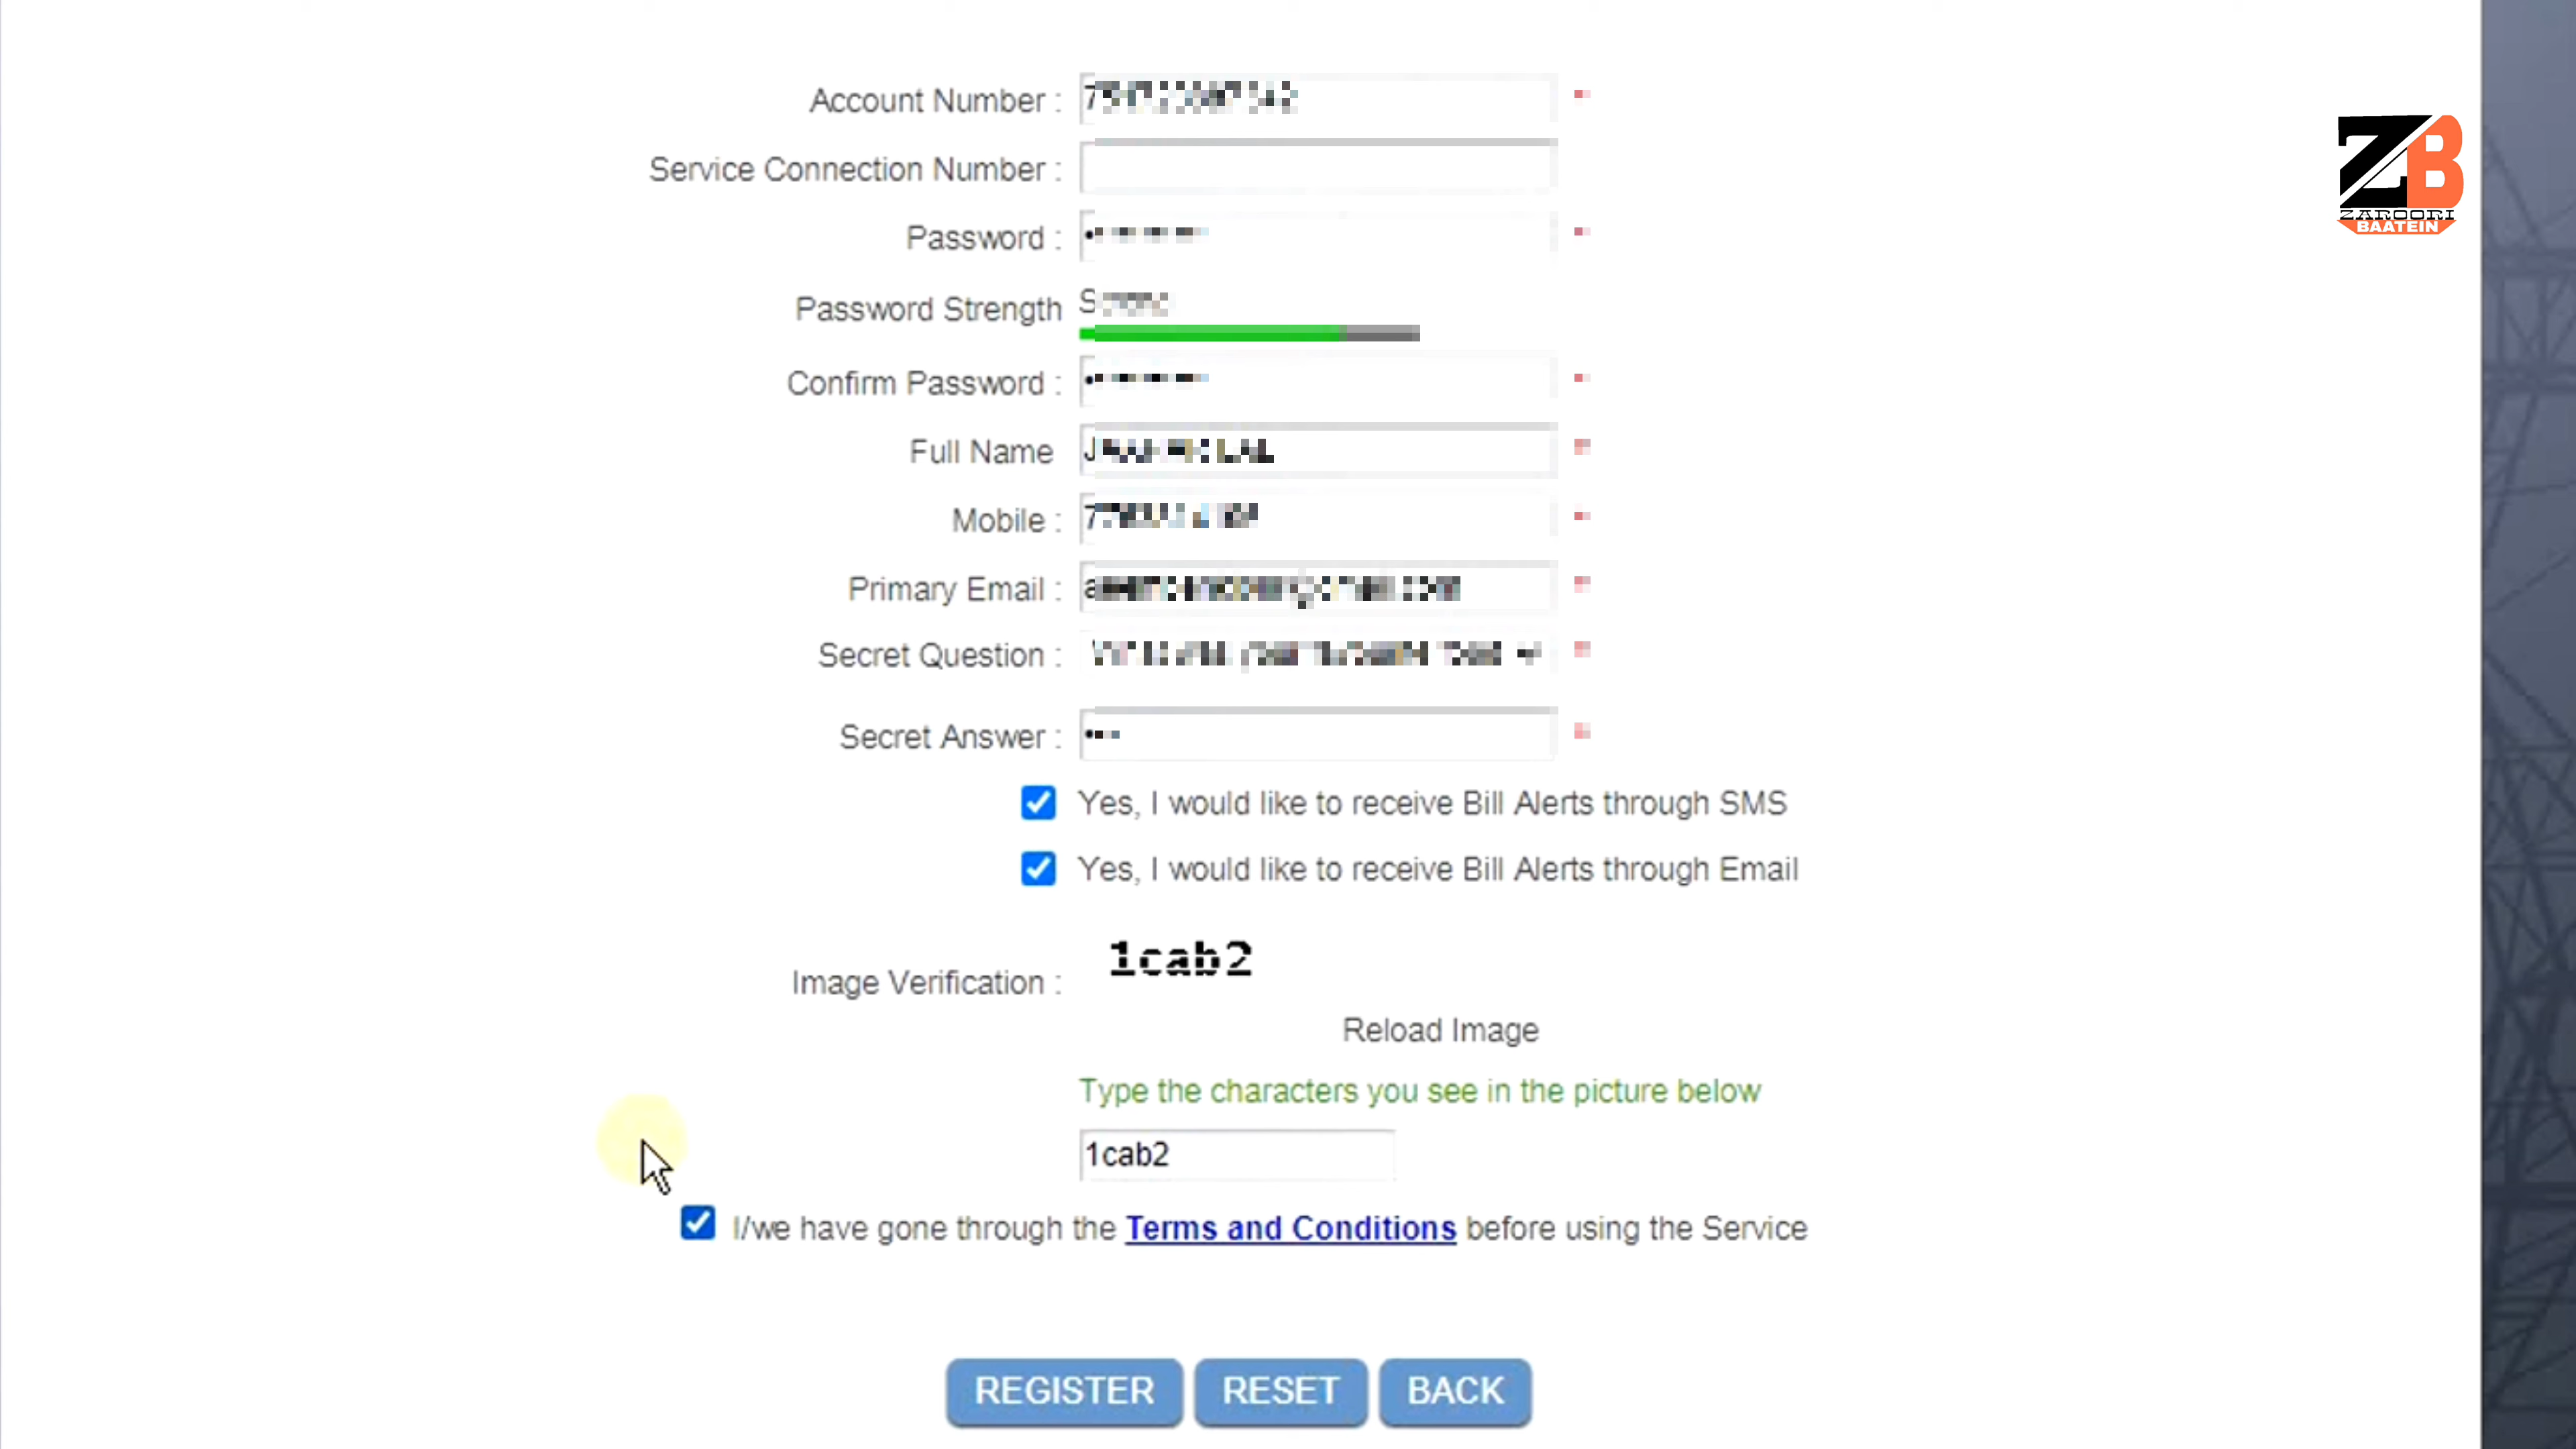 Account Number :
Service Connection Number :
Password :
Password Strength
Confirm Password :
Full Name
Mobile :
Primary Email :
Secret Question :
Secret Answer :
Yes, I would like to receive Bill Alerts through SMS
Yes, I would like to receive Bill Alerts through Email
1cab2
Image Verification :
Reload Image
Type the characters you see in the picture below
1cab2
I/we have gone through the Terms and Conditions before using the Service
REGISTER RESET BACK
ZB
ZAROORI
BAATEIN